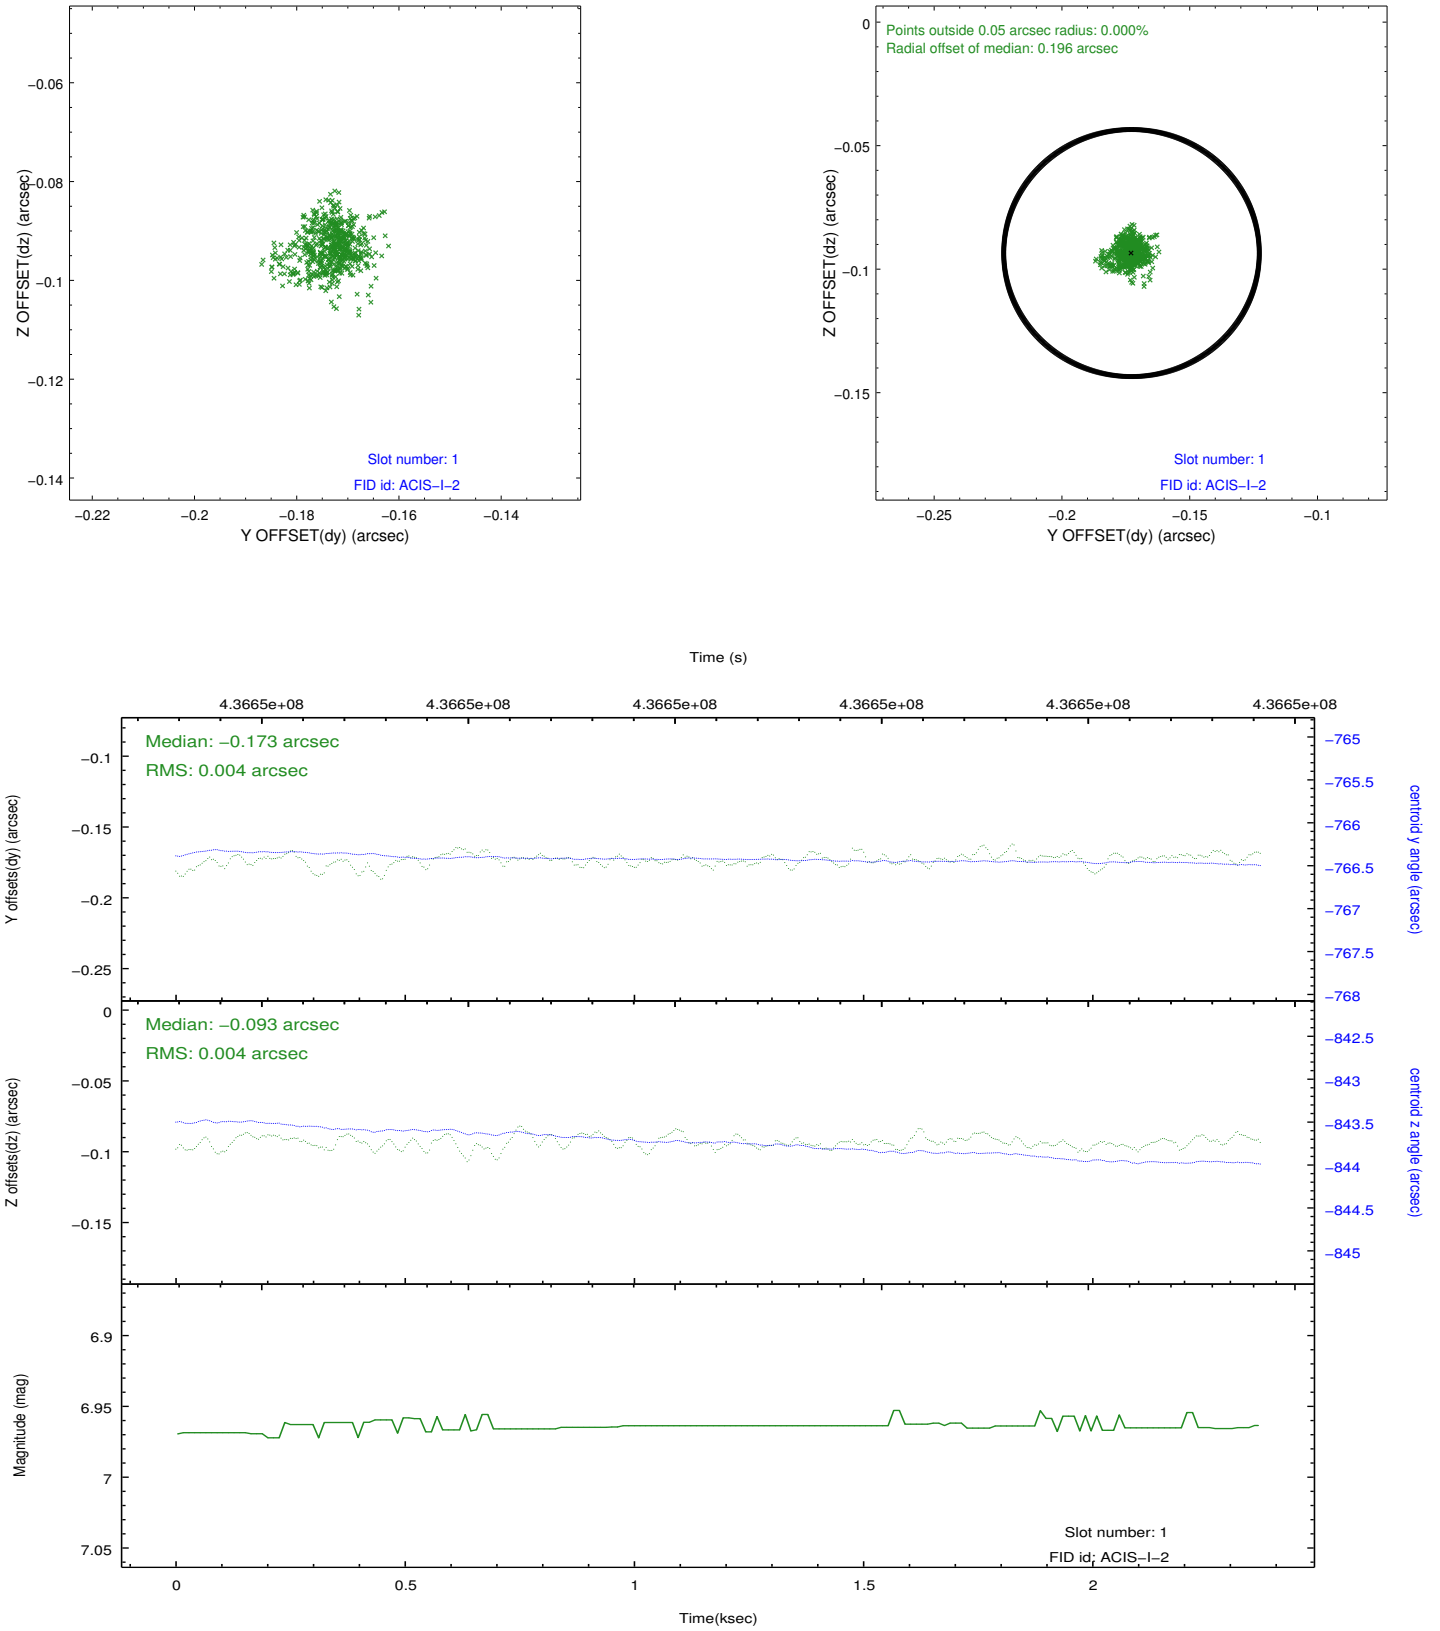 −0.06
−0.08
−0.1
−0.12
−0.14
Z OFFSET(dz) (arcsec)
Slot number: 1
FID id: ACIS−I−2
−0.22
−0.2
−0.18
−0.16
−0.14
Y OFFSET(dy) (arcsec)
Points outside 0.05 arcsec radius: 0.000%
Radial offset of median: 0.196 arcsec
0
−0.05
−0.1
−0.15
Z OFFSET(dz) (arcsec)
Slot number: 1
FID id: ACIS−I−2
−0.25
−0.2
−0.15
−0.1
Y OFFSET(dy) (arcsec)
Time (s)
4.3665e+08
4.3665e+08
4.3665e+08
4.3665e+08
4.3665e+08
4.3665e+08
Median: −0.173 arcsec
RMS: 0.004 arcsec
−0.1
−0.15
−0.2
−0.25
Y offsets(dy) (arcsec)
−765
−765.5
−766
−766.5
−767
−767.5
−768
centroid y angle (arcsec)
Median: −0.093 arcsec
RMS: 0.004 arcsec
0
−0.05
−0.1
−0.15
Z offsets(dz) (arcsec)
−842.5
−843
−843.5
−844
−844.5
−845
centroid z angle (arcsec)
6.9
6.95
7
7.05
Magnitude (mag)
Slot number: 1
FID id: ACIS−I−2
0
0.5
1
1.5
2
Time(ksec)